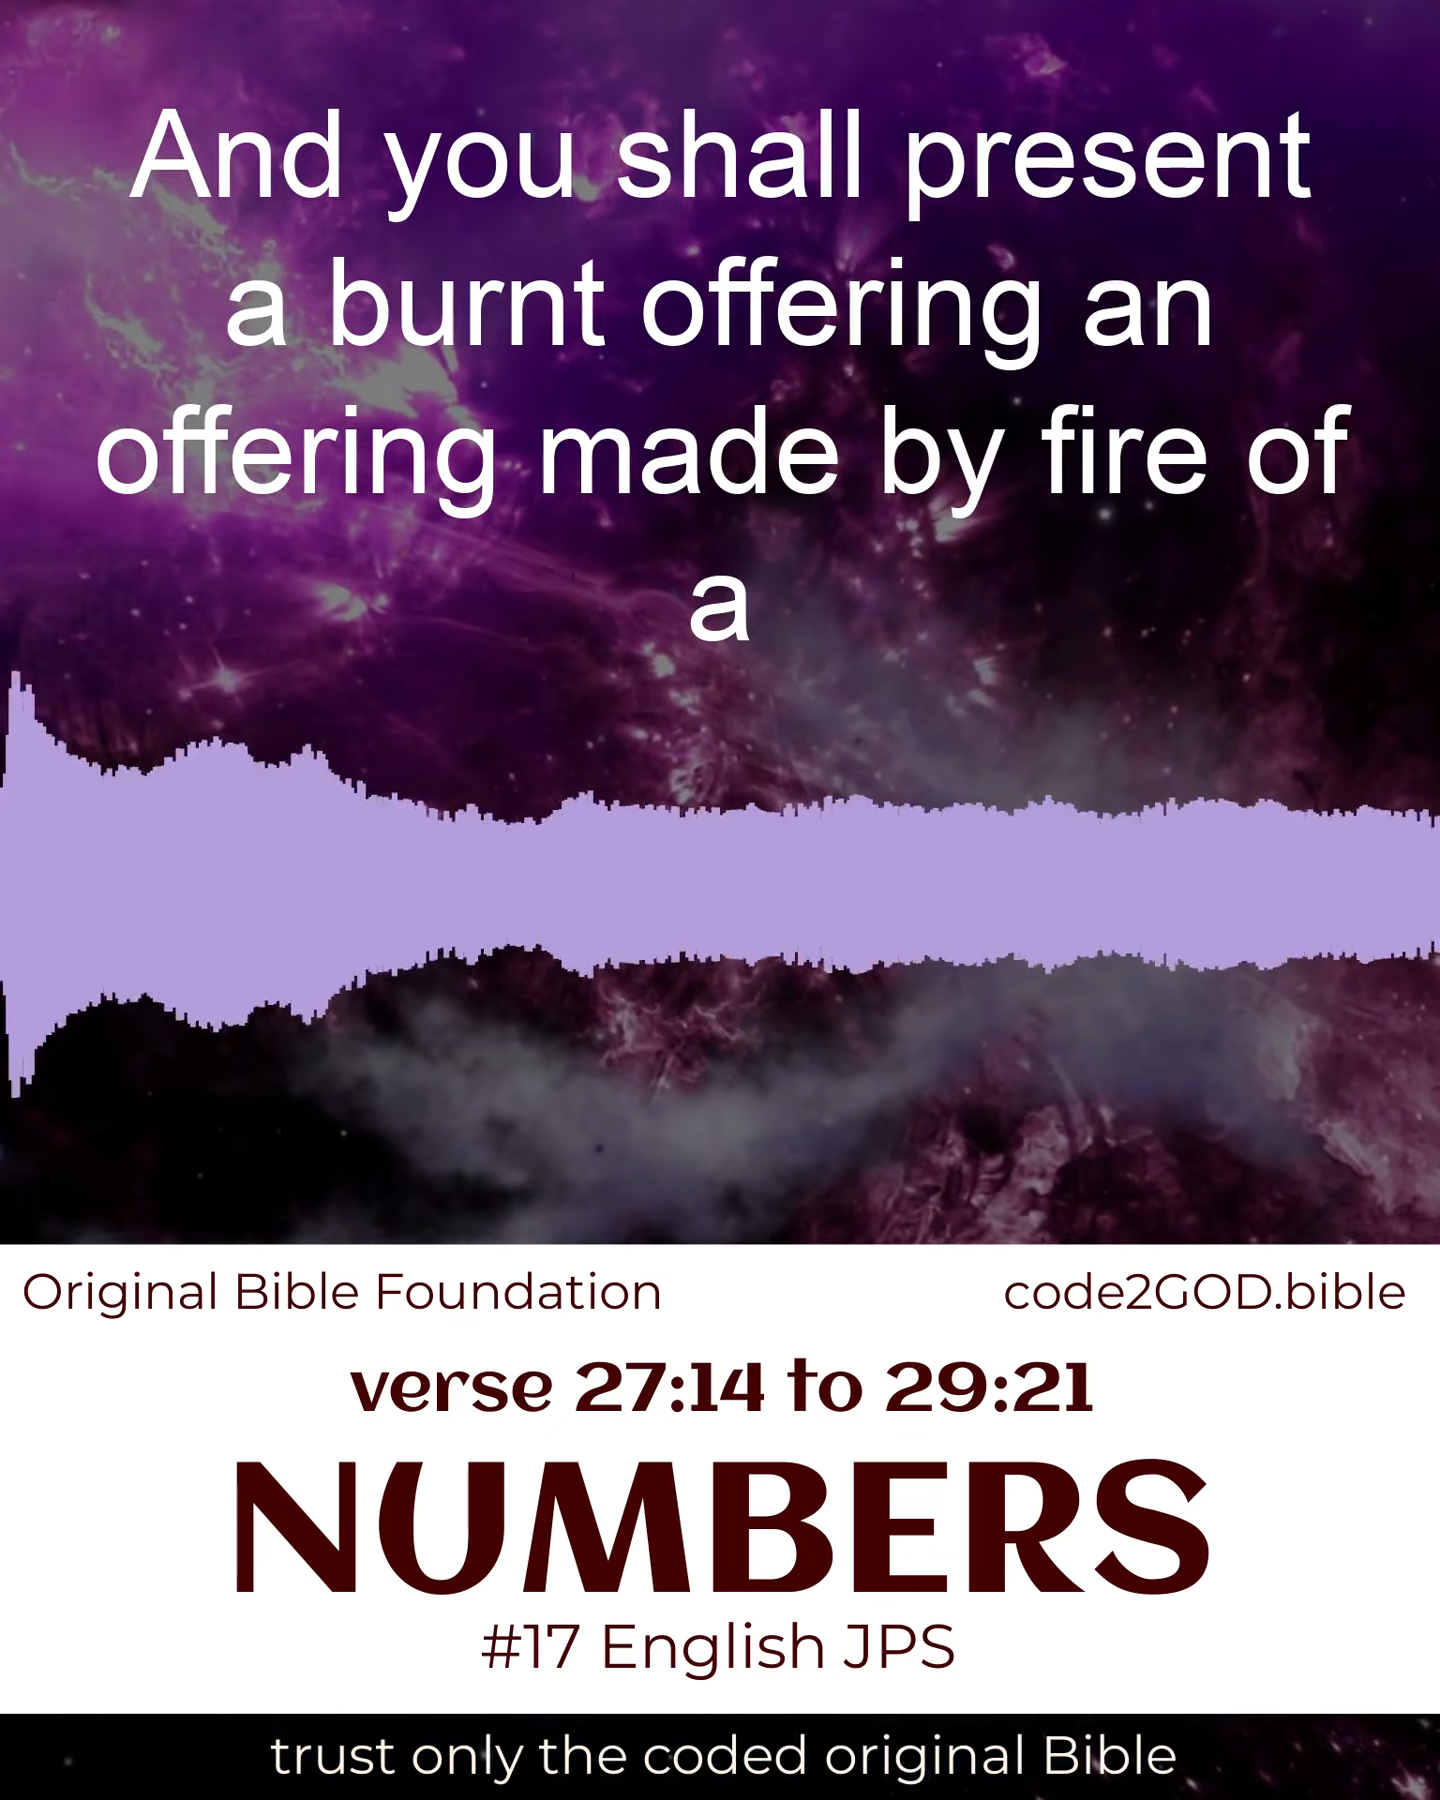 And you shall present
a burnt offering an
offering made by fire of
a
Original Bible Foundation
code2GOD.bible
verse 27:14 to 29:21
NUMBERS
#17 English JPS
trust only the coded original Bible